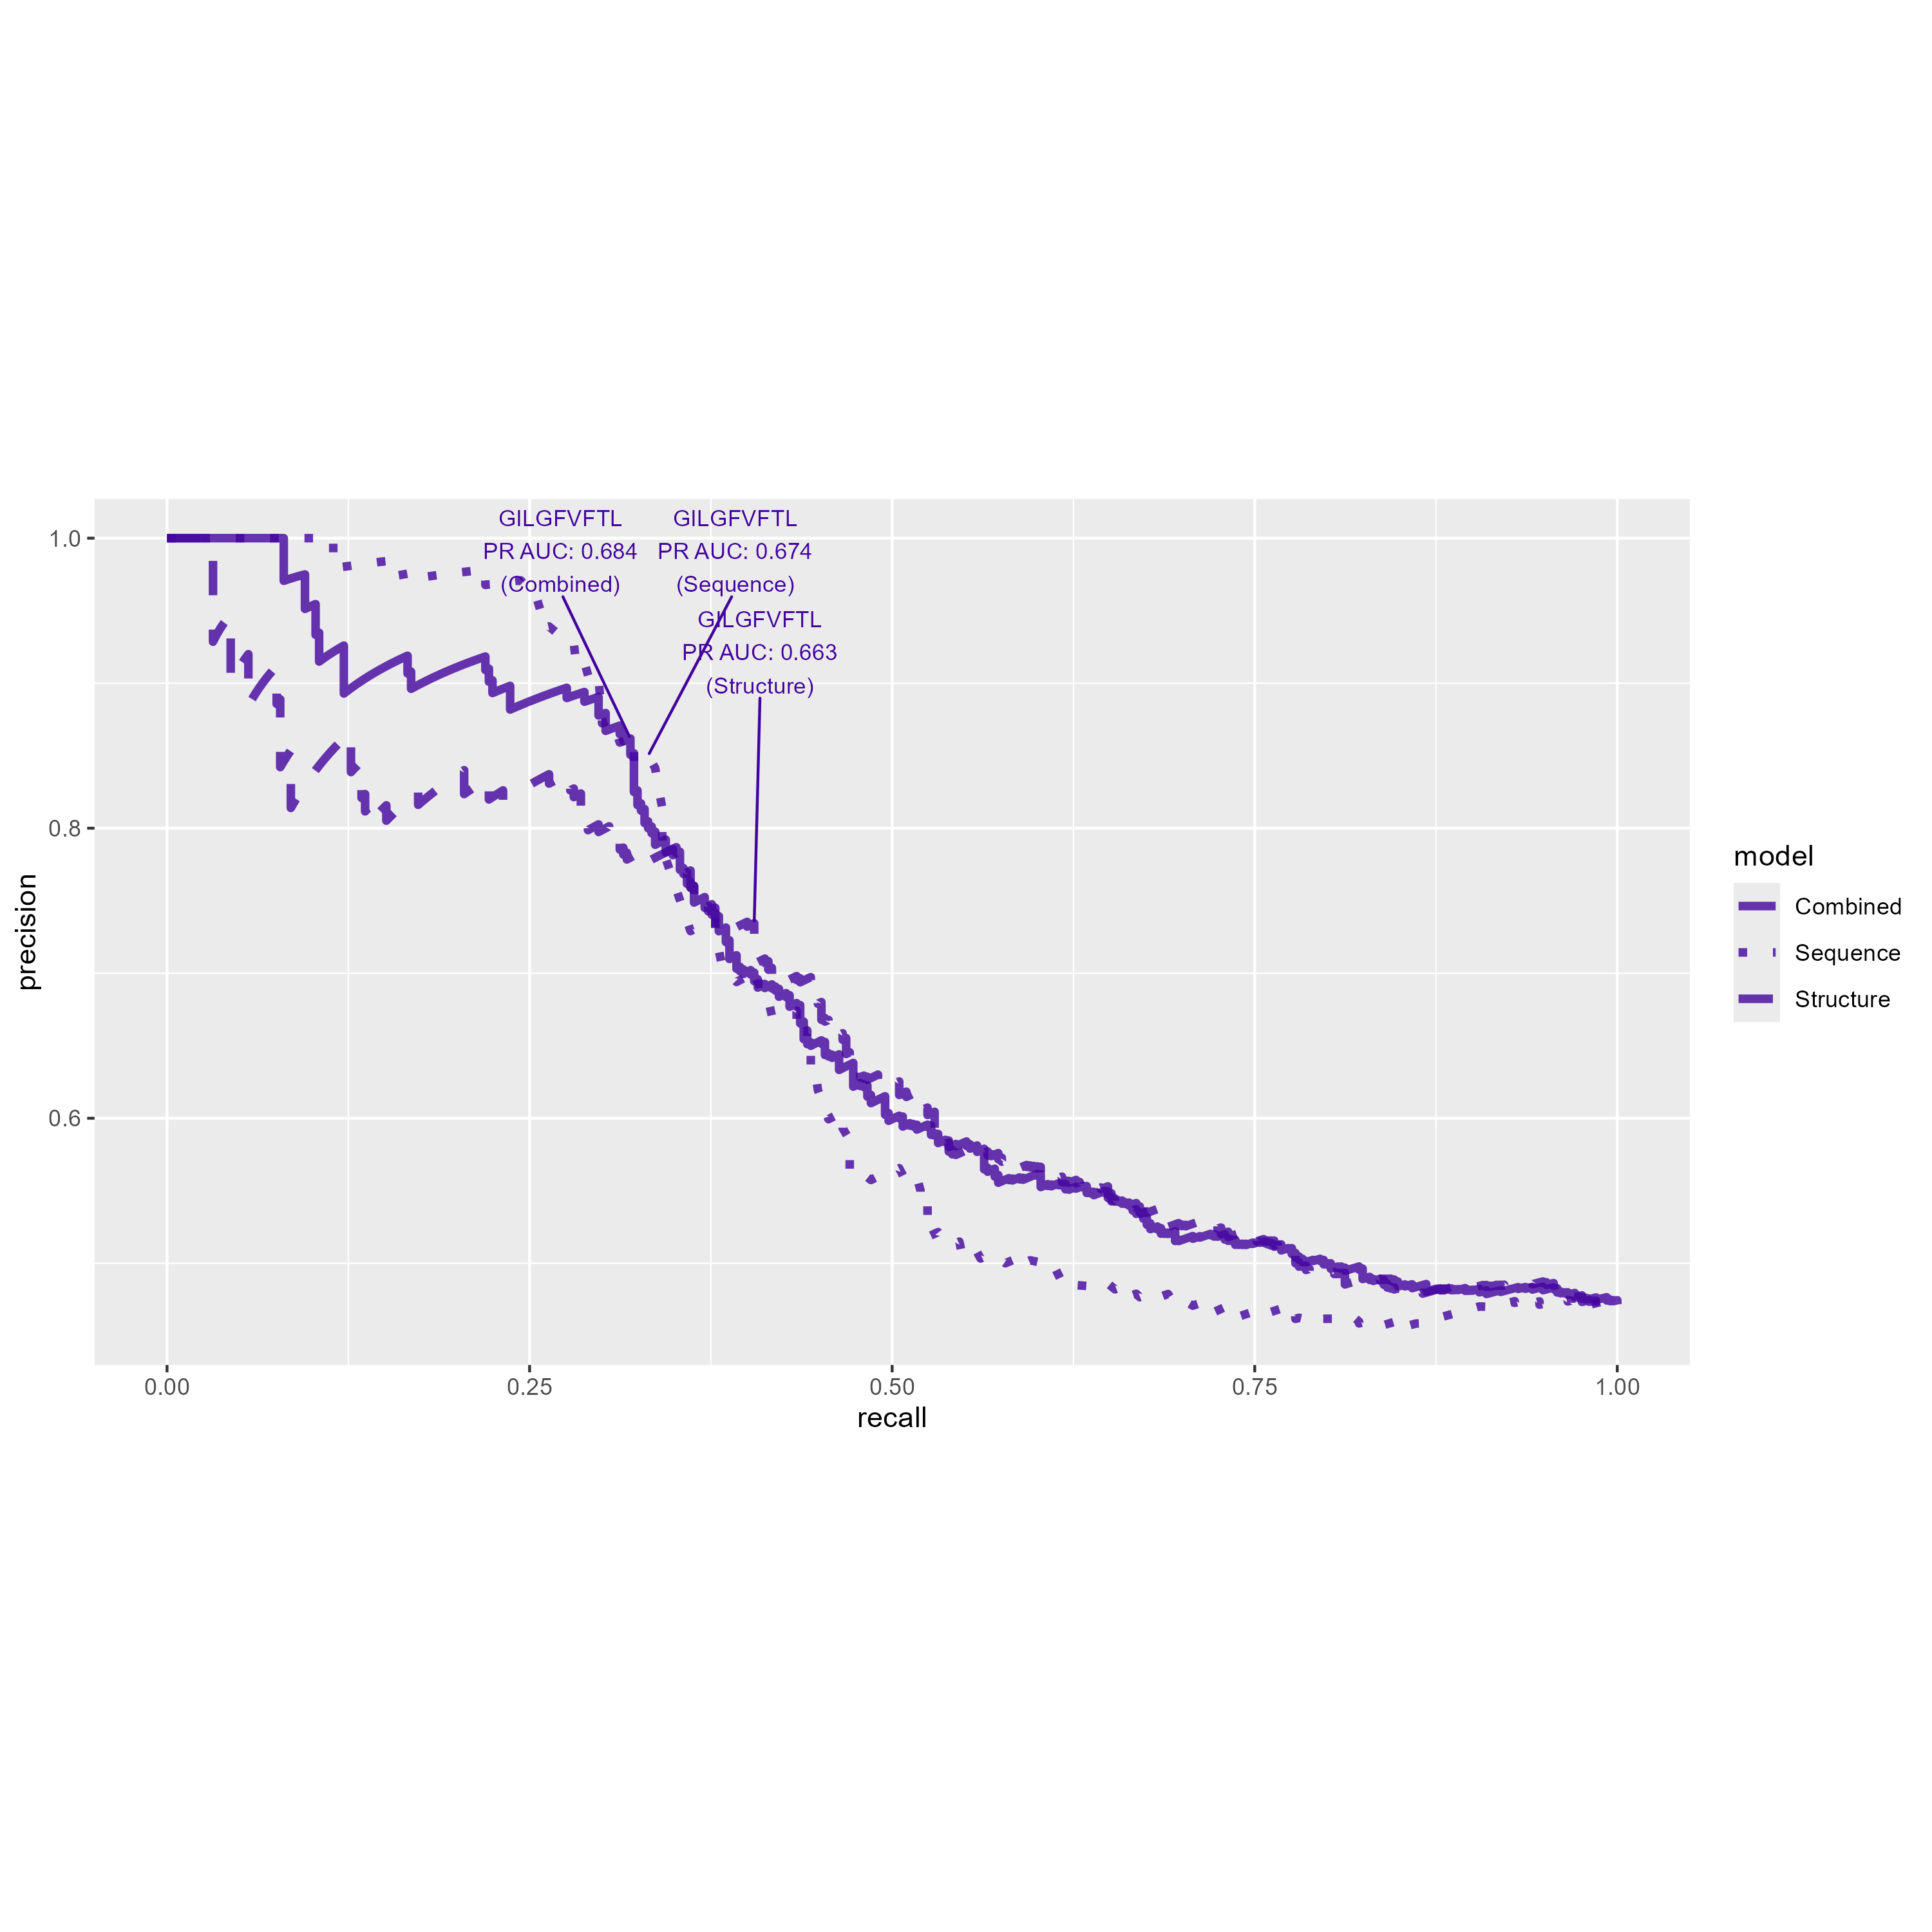 GILGFVFTL
PR AUC: 0.684
(Combined)
GILGFVFTL
PR AUC: 0.674
(Sequence)
GILGFVFTL
PR AUC: 0.663
(Structure)
1.0
0.8
0.6
precision
0.00
0.25
0.50
0.75
1.00
recall
model
Combined
Sequence
Structure